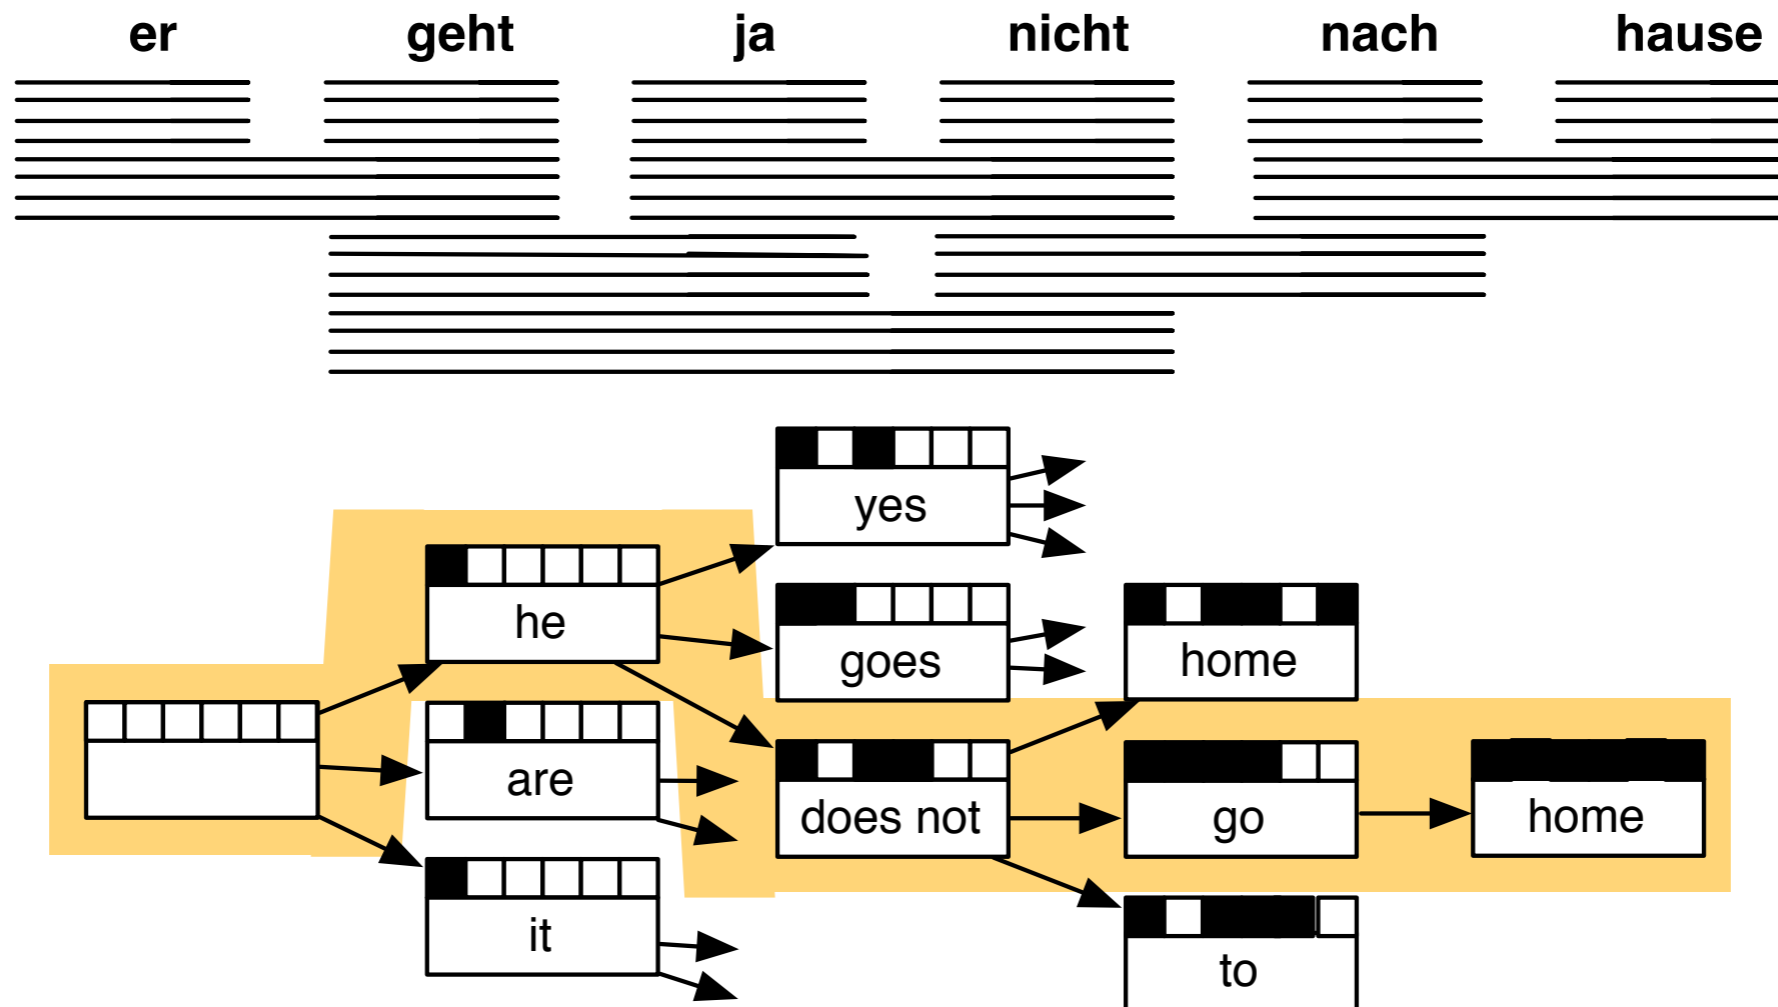 er geht ja nicht nach hause
yes
he
goes
home
are
does not
go
home
it
to